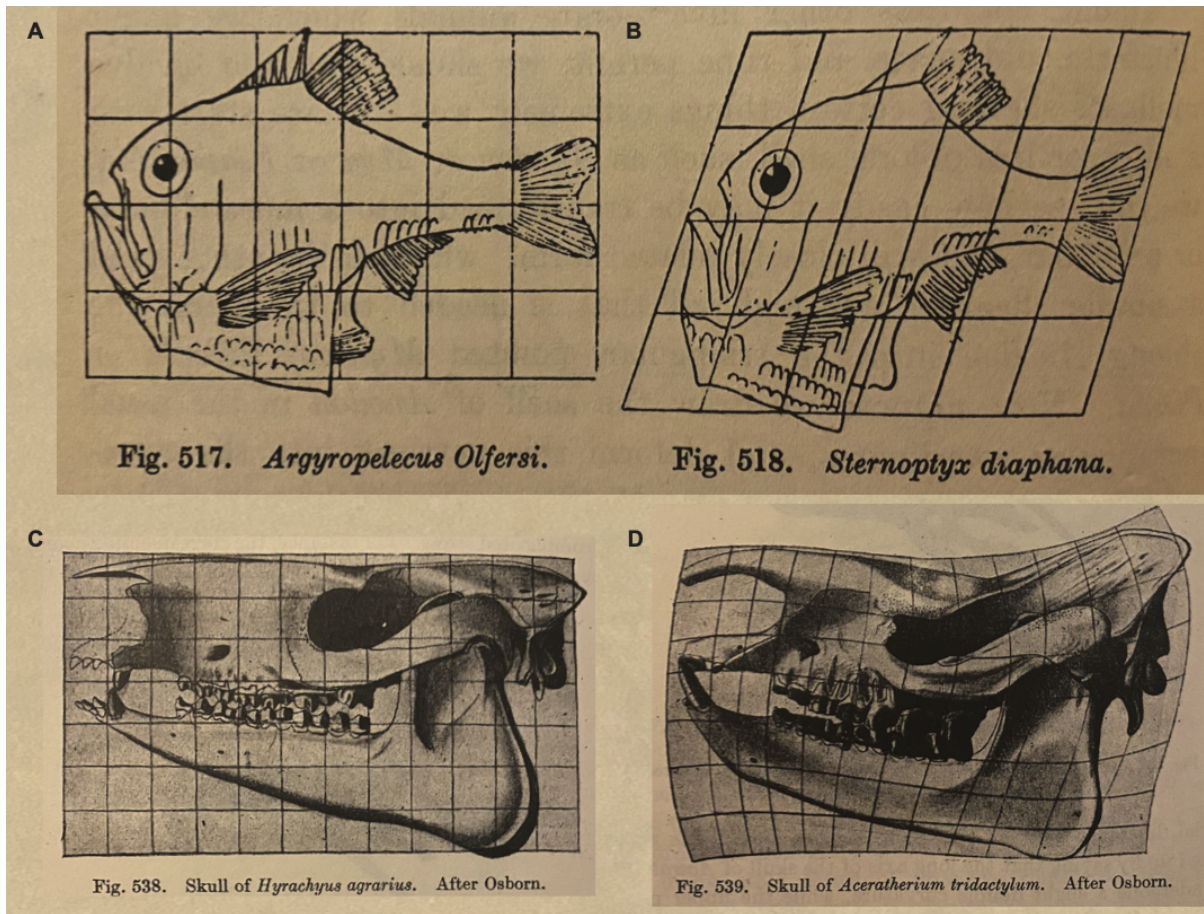 A
B
Fig. 517. Argyropelecus Olfersi.
Fig. 518. Sternoptyx diaphana.
C
D
Fig. 538. Skull of Hyrachyus agrarius. After Osborn.
Fig. 539. Skull of Aceratherium tridactylum. After Osborn.